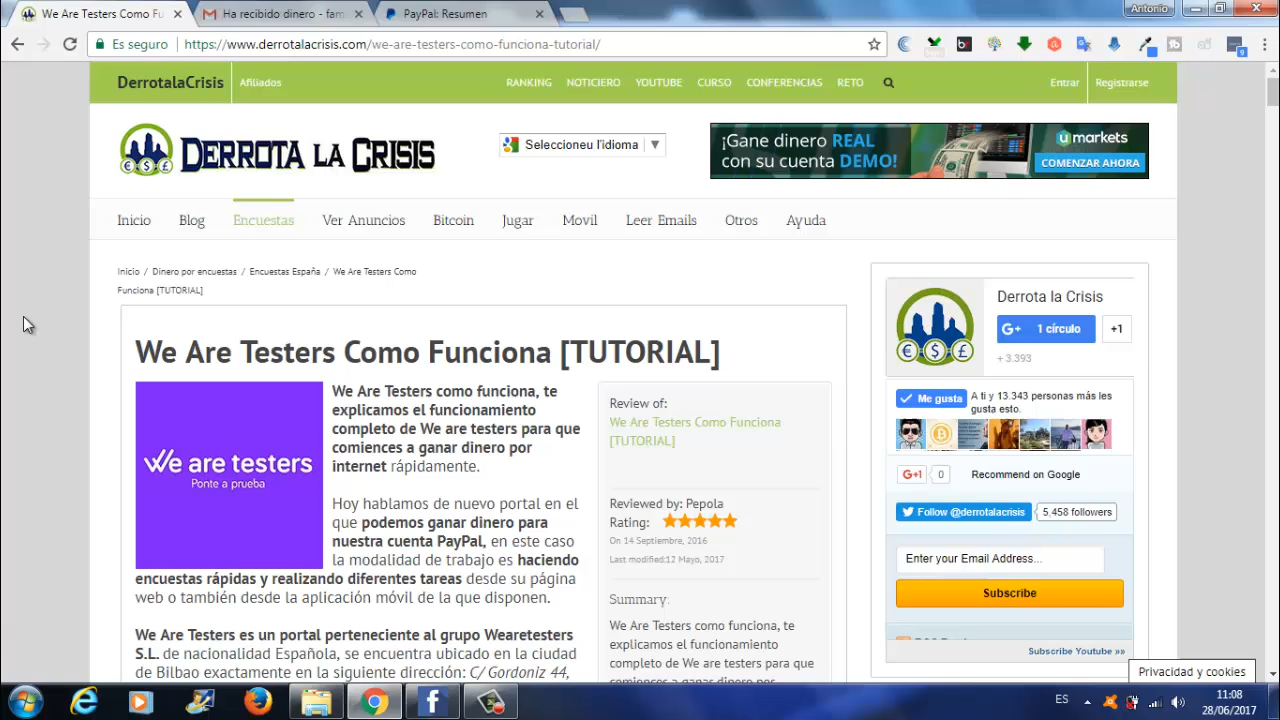 We Are Testers Como Fu
Ha recibido dinero - fam
PayPal: Resumen
Antonio
Es seguro
https://www.derrotalacrisis.com/we-are-testers-como-funciona-tutorial/
DerrotalaCrisis
Afiliados
RANKING NOTICIERO YOUTUBE CURSO CONFERENCIAS RETO
Entrar Registrarse
DERROTA LA CRISIS
Seleccioneu l'idioma
¡Gane dinero REAL
con su cuenta DEMO!
umarkets
COMENZAR AHORA
Inicio Blog Encuestas Ver Anuncios Bitcoin Jugar Movil Leer Emails Otros Ayuda
Inicio / Dinero por encuestas / Encuestas España / We Are Testers Como
Funciona [TUTORIAL]
We Are Testers Como Funciona [TUTORIAL]
We are testers
Ponte a prueba
We Are Testers como funciona, te
explicamos el funcionamiento
completo de We are testers para que
comiences a ganar dinero por
internet rápidamente.
Hoy hablamos de nuevo portal en el
que podemos ganar dinero para
nuestra cuenta PayPal, en este caso
la modalidad de trabajo es haciendo
encuestas rápidas y realizando diferentes tareas desde su página
web o también desde la aplicación móvil de la que disponen.
We Are Testers es un portal perteneciente al grupo Wearetesters
S.L. de nacionalidad Española, se encuentra ubicado en la ciudad
de Bilbao exactamente en la siguiente dirección: C/ Gordoniz 44,
Review of:
We Are Testers Como Funciona
[TUTORIAL]
Reviewed by: Pepola
Rating:
On 14 Septiembre, 2016
Last modified:12 Mayo, 2017
Summary:
We Are Testers como funciona, te
explicamos el funcionamiento
completo de We are testers para que
Derrota la Crisis
G+ 1 círculo
+1
+ 3.393
Me gusta
A ti y 13.343 personas más les
gusta esto.
G+1
0
Recommend on Google
Follow @derrotalacrisis
5,458 followers
Enter your Email Address...
Subscribe
Subscribe Youtube »»
Privacidad y cookies
ES
11:08
28/06/2017